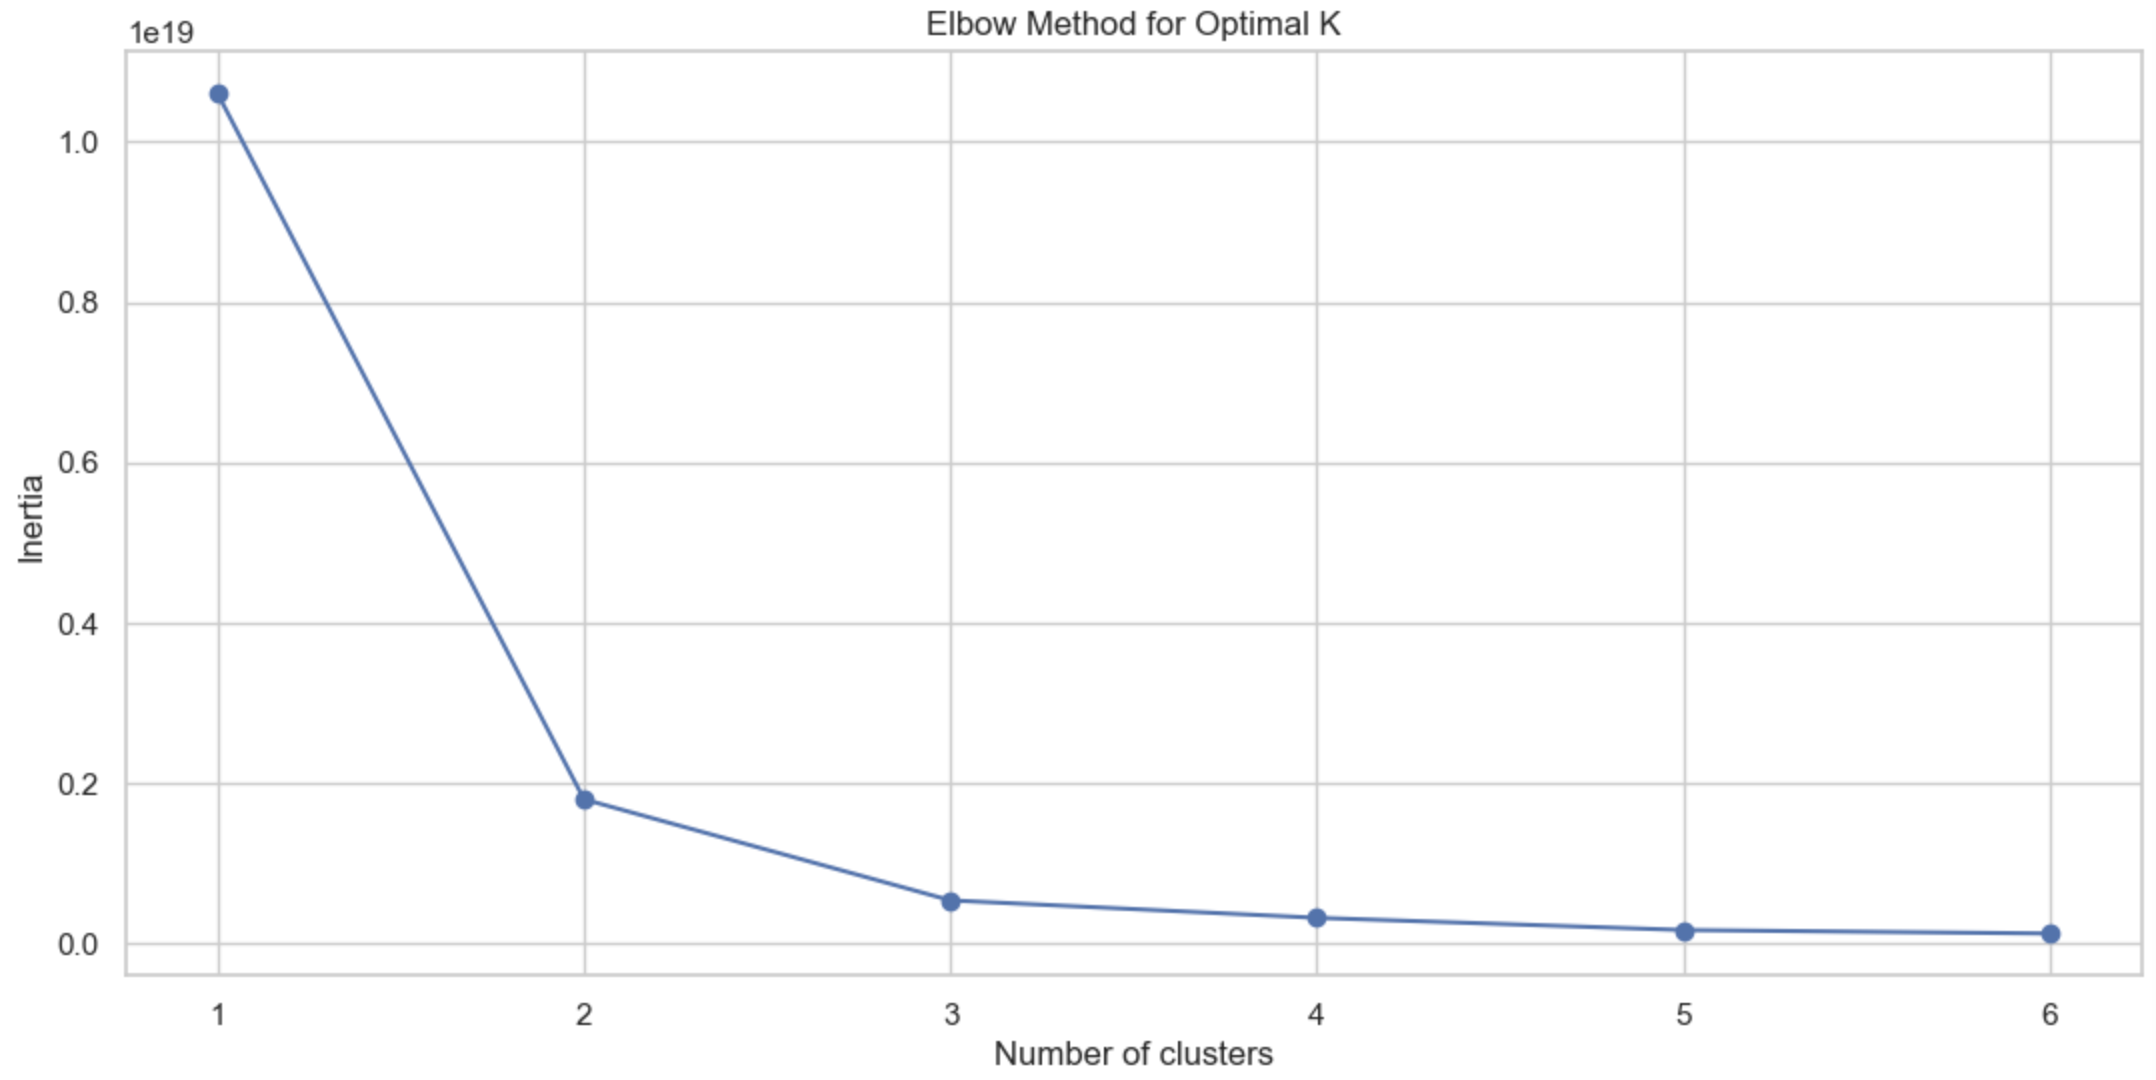 Elbow Method for Optimal K
1e19
1.0
0.8
0.6
0.4
0.2
0.0
Inertia
1 2 3 4 5 6
Number of clusters